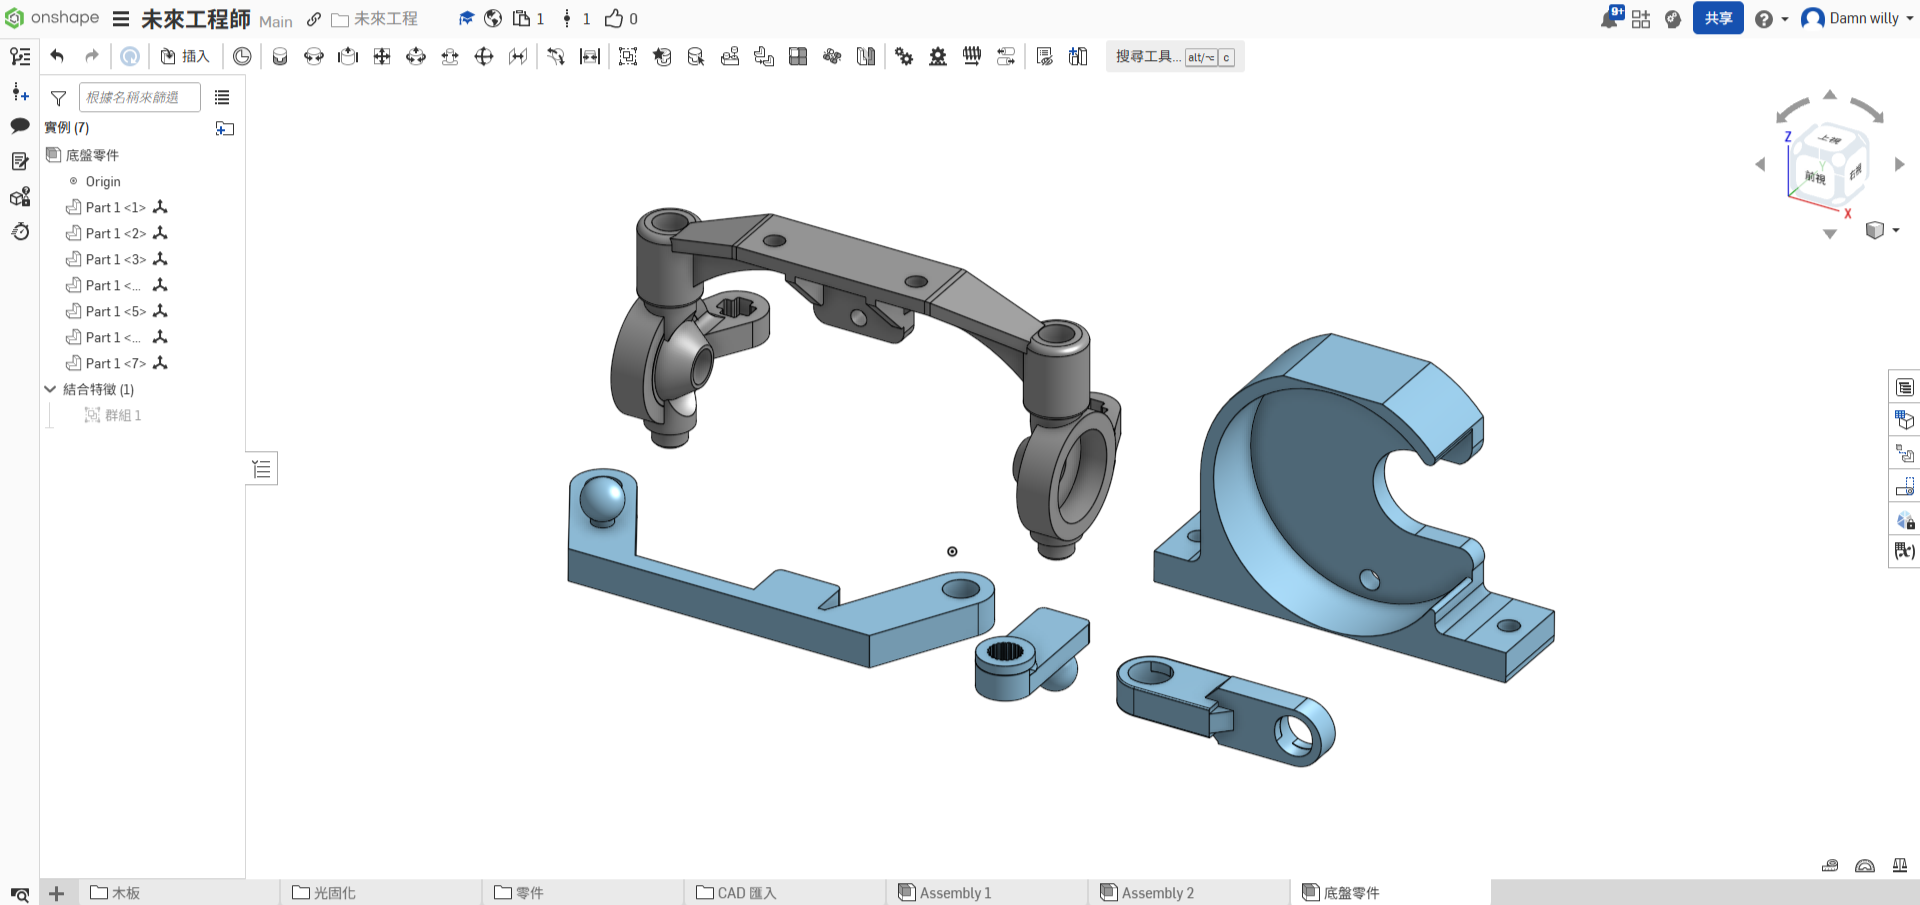 onshape 未來工程師 Main 未來工程 1 1 0 9+ 共享 Damn willy
插入 搜尋工具... alt/⌥ c
根據名稱來篩選
實例 (7)
底盤零件
Origin
Part 1 <1>
Part 1 <2>
Part 1 <3>
Part 1 <...
Part 1 <5>
Part 1 <...
Part 1 <7>
結合特徵 (1)
群組 1
Z
上視
Y
前視
右視
X
木板 光固化 零件 CAD 匯入 Assembly 1 Assembly 2 底盤零件